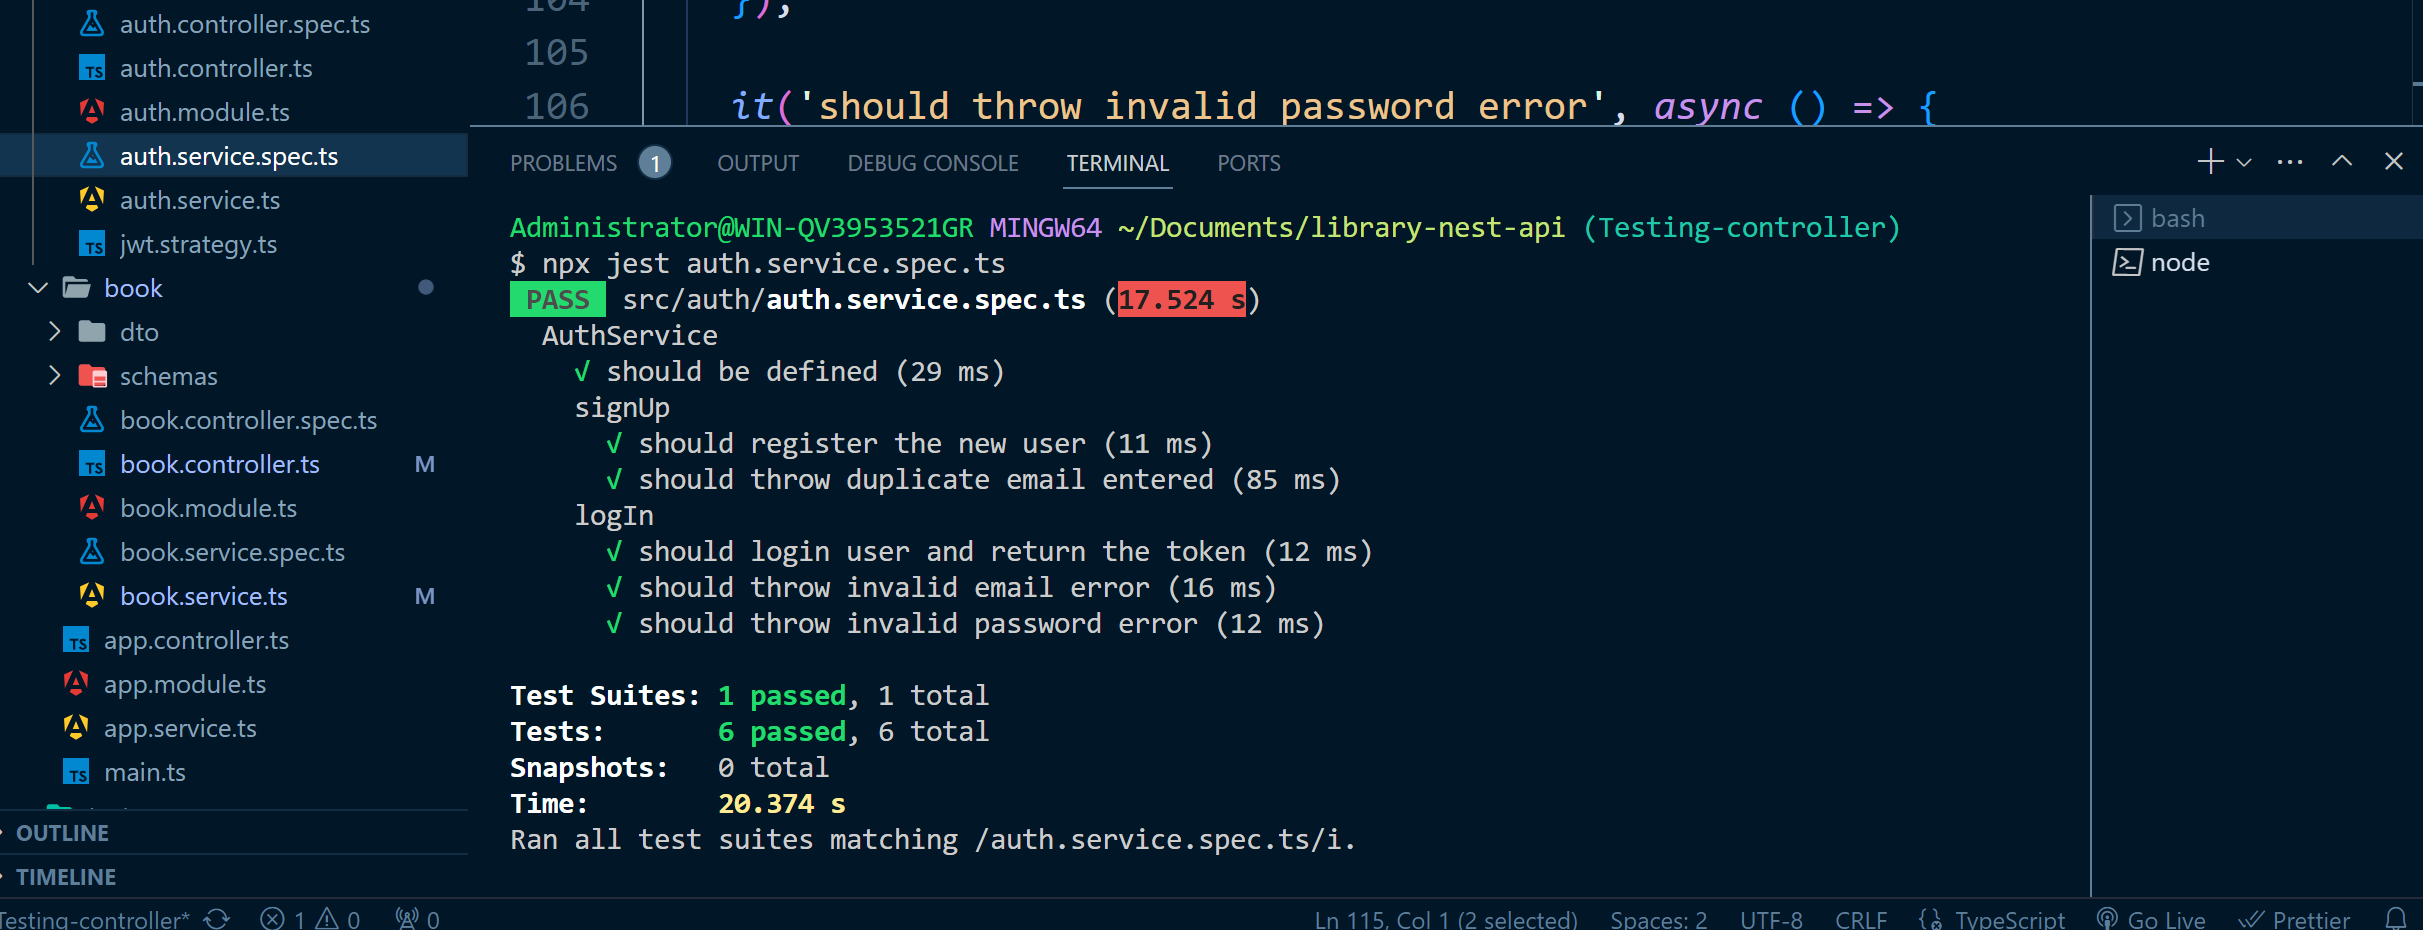 auth.controller.spec.ts
auth.controller.ts
auth.module.ts
auth.service.spec.ts
auth.service.ts
jwt.strategy.ts
book
dto
schemas
book.controller.spec.ts
book.controller.ts M
book.module.ts
book.service.spec.ts
book.service.ts M
app.controller.ts
app.module.ts
app.service.ts
main.ts
OUTLINE
TIMELINE
104 });
105
106 it('should throw invalid password error', async () => {
PROBLEMS 1 OUTPUT DEBUG CONSOLE TERMINAL PORTS
Administrator@WIN-QV3953521GR MINGW64 ~/Documents/library-nest-api (Testing-controller)
$ npx jest auth.service.spec.ts
PASS src/auth/auth.service.spec.ts (17.524 s)
AuthService
√ should be defined (29 ms)
signUp
√ should register the new user (11 ms)
√ should throw duplicate email entered (85 ms)
logIn
√ should login user and return the token (12 ms)
√ should throw invalid email error (16 ms)
√ should throw invalid password error (12 ms)
Test Suites: 1 passed, 1 total
Tests: 6 passed, 6 total
Snapshots: 0 total
Time: 20.374 s
Ran all test suites matching /auth.service.spec.ts/i.
bash
node
Testing-controller* 1 0 0 Ln 115, Col 1 (2 selected) Spaces: 2 UTF-8 CRLF TypeScript Go Live Prettier